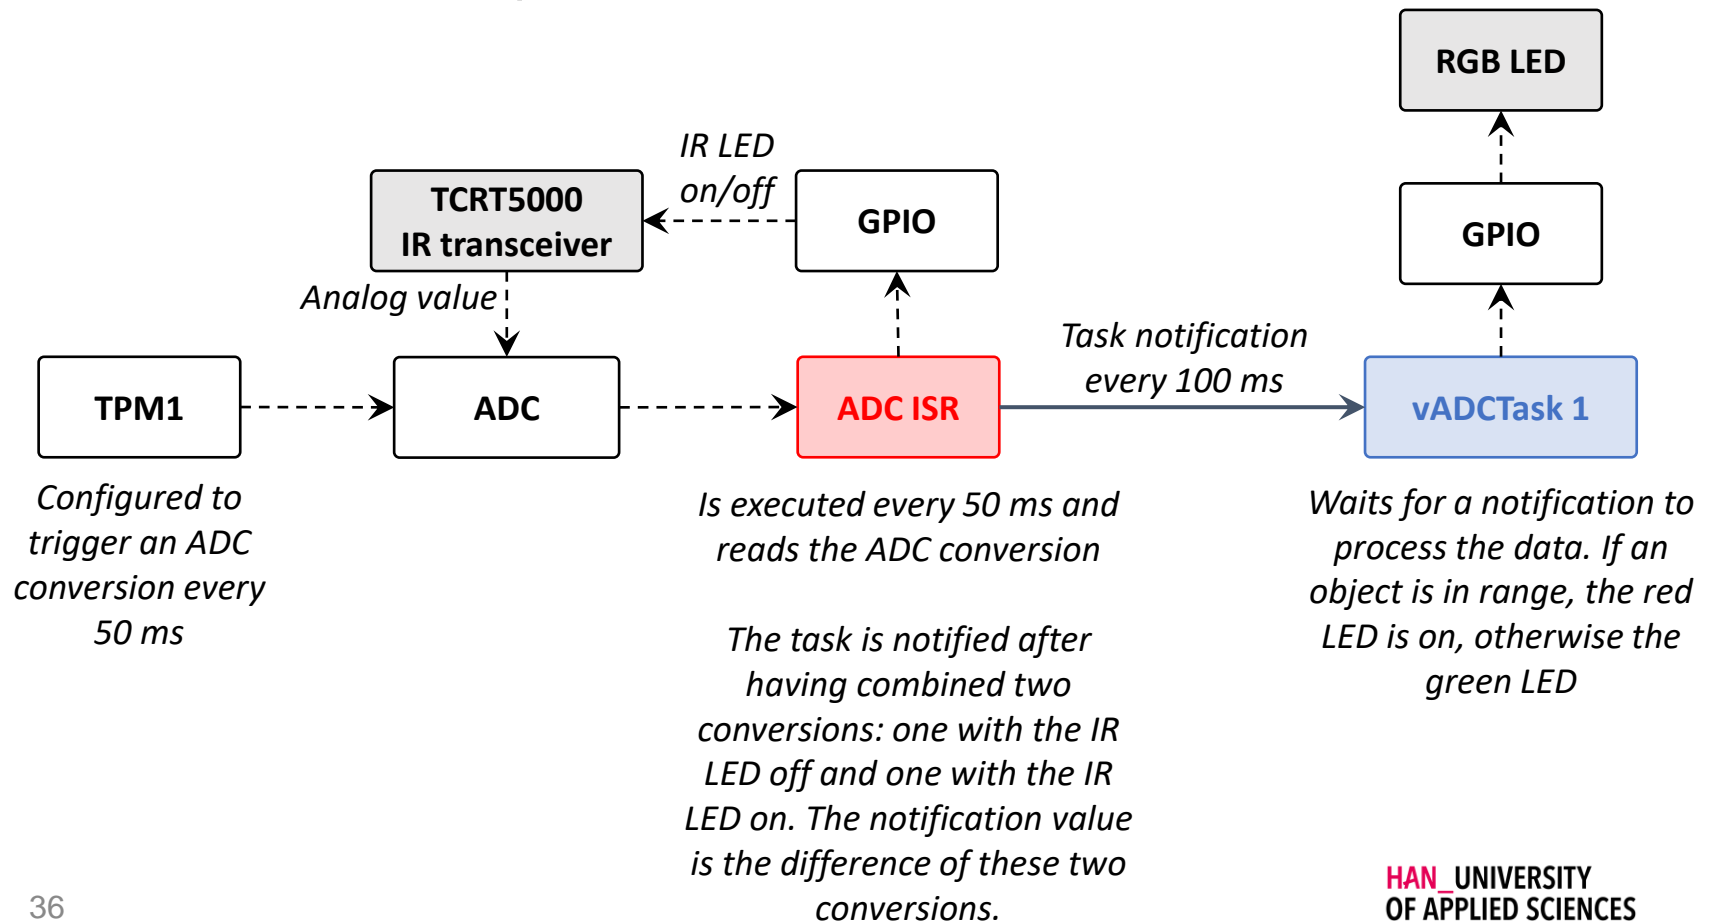 RGB LED
IR LED
on/off
TCRT5000
IR transceiver
GPIO
GPIO
Analog value
Task notification
every 100 ms
TPM1
ADC
ADC ISR
vADCTask 1
Configured to
trigger an ADC
conversion every
50 ms
Is executed every 50 ms and
reads the ADC conversion
The task is notified after
having combined two
conversions: one with the IR
LED off and one with the IR
LED on. The notification value
is the difference of these two
conversions.
Waits for a notification to
process the data. If an
object is in range, the red
LED is on, otherwise the
green LED
36
HAN_UNIVERSITY
OF APPLIED SCIENCES